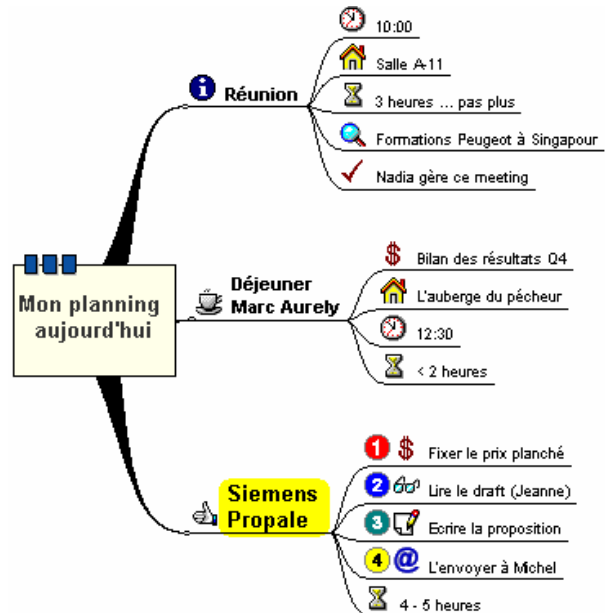 Mon planning
aujourd'hui
Réunion
10:00
Salle A-11
3 heures ... pas plus
Formations Peugeot à Singapour
Nadia gère ce meeting
Déjeuner
Marc Aurely
$ Bilan des résultats Q4
L'auberge du pécheur
12:30
< 2 heures
Siemens
Propale
1 $ Fixer le prix planché
2 Lire le draft (Jeanne)
3 Ecrire la proposition
4 @ L'envoyer à Michel
4 - 5 heures